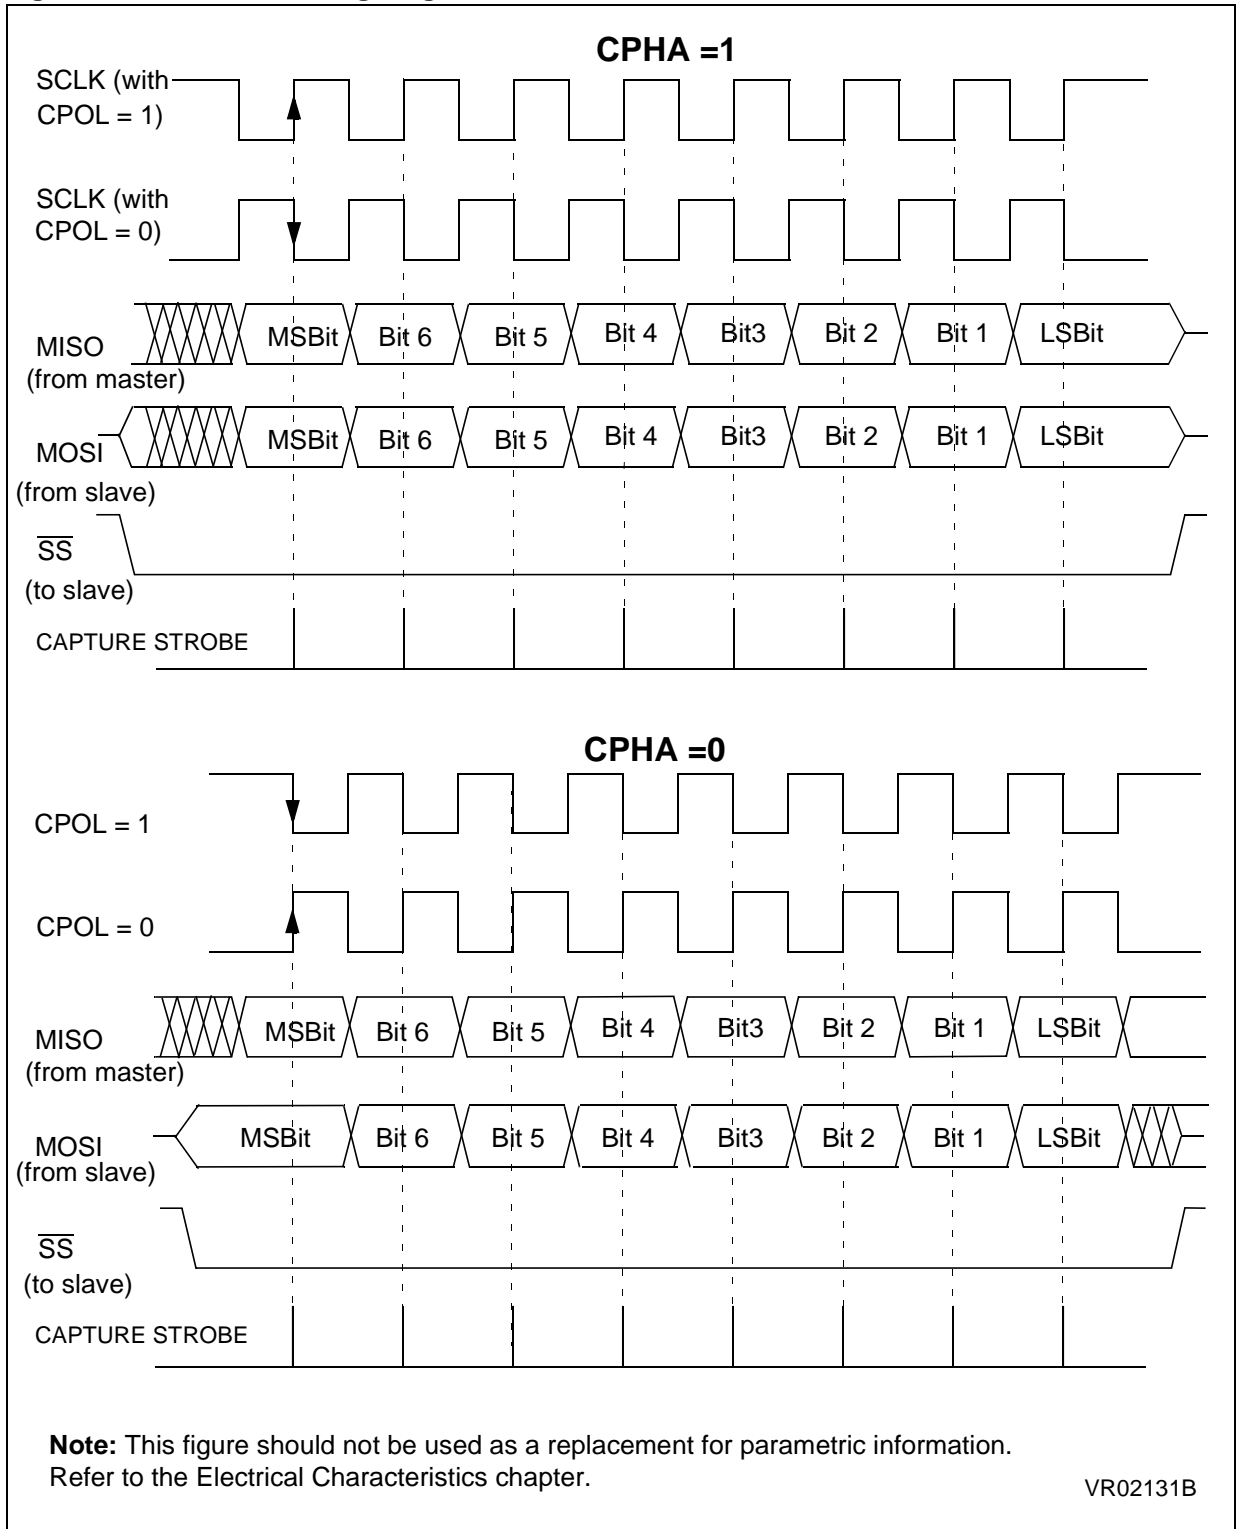 CPHA =1
SCLK (with
CPOL = 1)
SCLK (with
CPOL = 0)
MISO
(from master)
MSBit Bit 6 Bit 5 Bit 4 Bit3 Bit 2 Bit 1 LSBit
MOSI
(from slave)
MSBit Bit 6 Bit 5 Bit 4 Bit3 Bit 2 Bit 1 LSBit
SS
(to slave)
CAPTURE STROBE
CPHA =0
CPOL = 1
CPOL = 0
MISO
(from master)
MSBit Bit 6 Bit 5 Bit 4 Bit3 Bit 2 Bit 1 LSBit
MOSI
(from slave)
MSBit Bit 6 Bit 5 Bit 4 Bit3 Bit 2 Bit 1 LSBit
SS
(to slave)
CAPTURE STROBE
Note: This figure should not be used as a replacement for parametric information.
Refer to the Electrical Characteristics chapter.
VR02131B